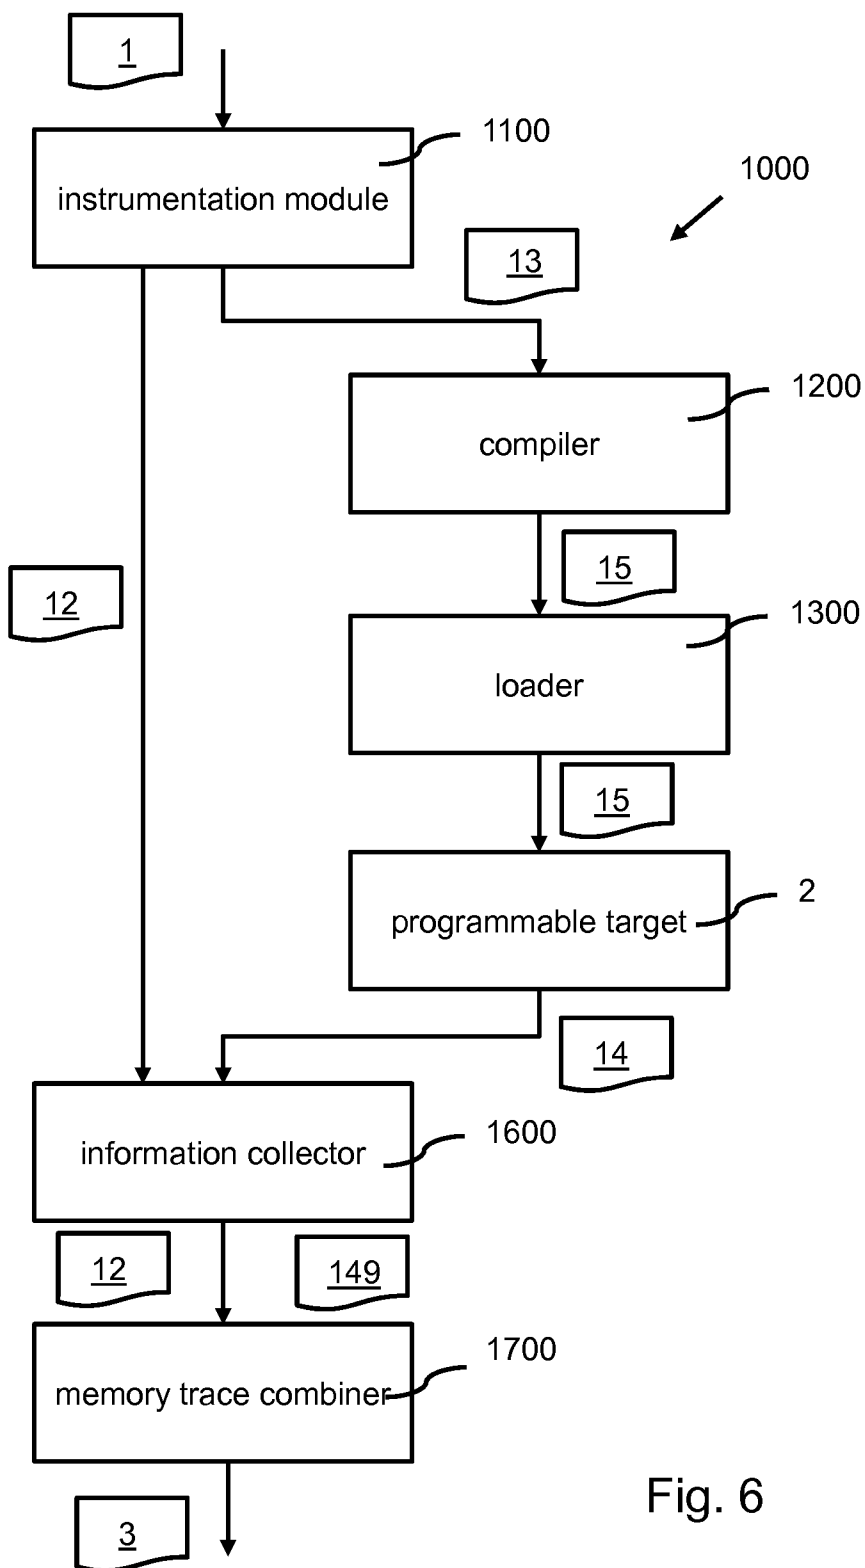 1
1100
instrumentation module
1000
13
1200
compiler
15
12
1300
loader
15
2
programmable target
14
1600
information collector
12
149
1700
memory trace combiner
Fig. 6
3